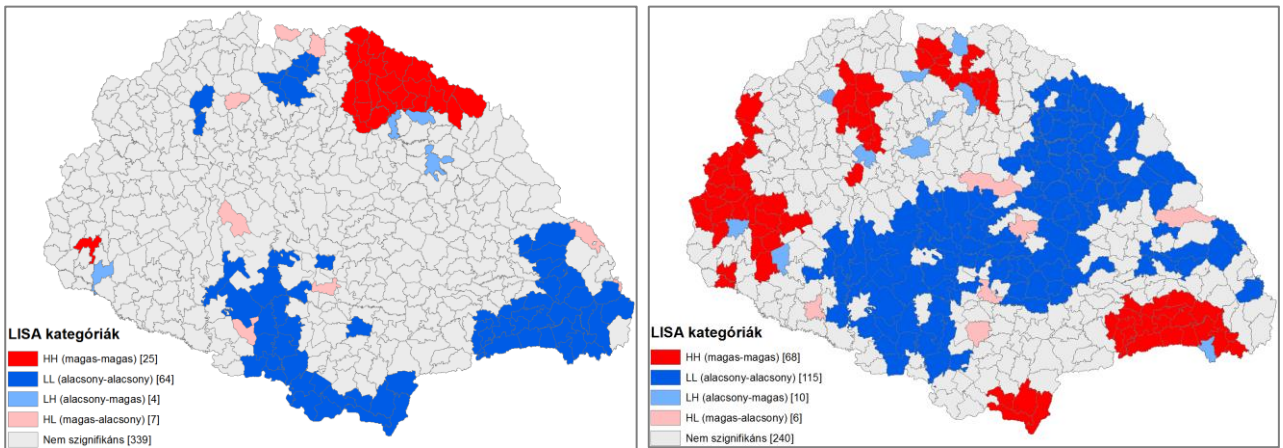 LISA kategóriák
HH (magas-magas) [25]
LL (alacsony-alacsony) [64]
LH (alacsony-magas) [4]
HL (magas-alacsony) [7]
Nem szignifikáns [339]
LISA kategóriák
HH (magas-magas) [68]
LL (alacsony-alacsony) [115]
LH (alacsony-magas) [10]
HL (magas-alacsony) [6]
Nem szignifikáns [240]